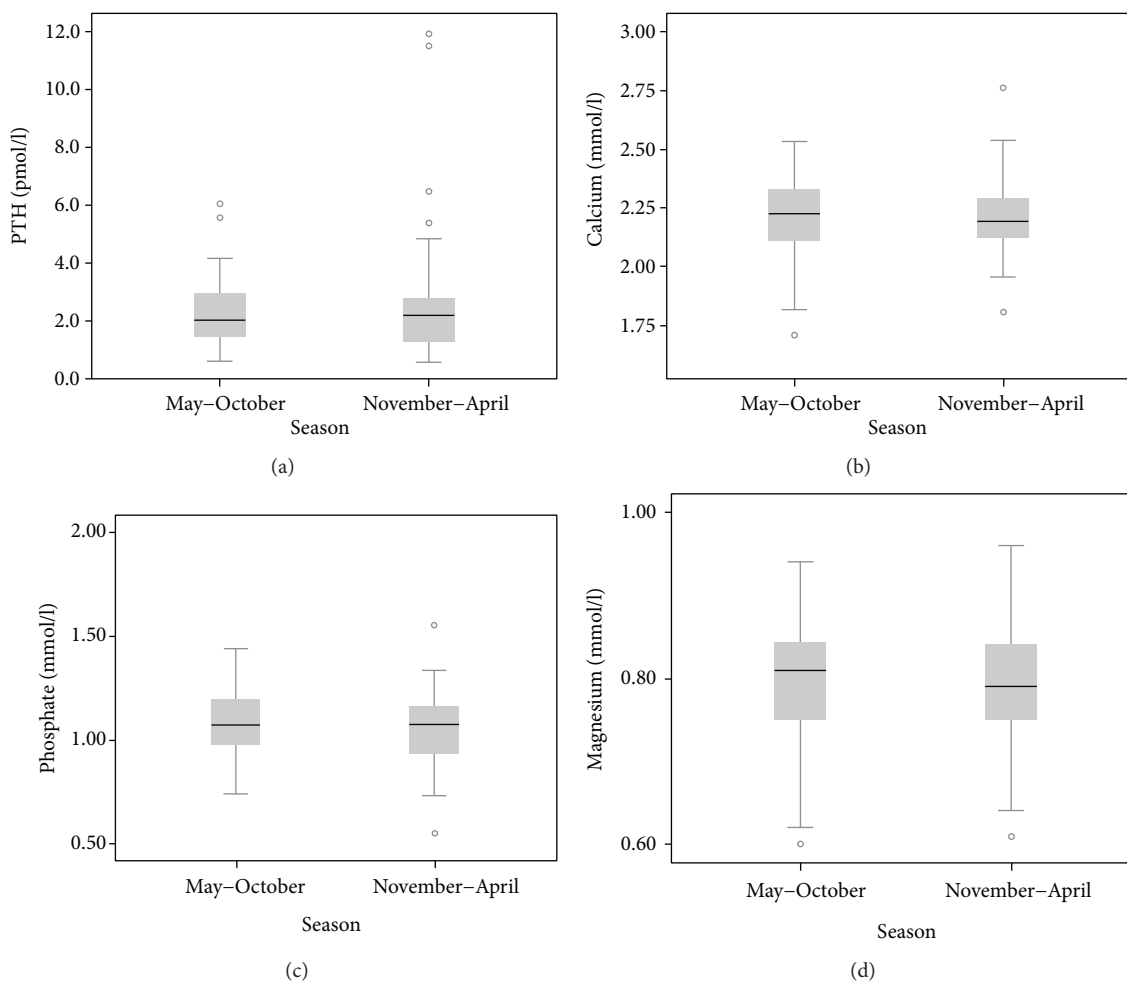 PTH (pmol/l)
12.0
10.0
8.0
6.0
4.0
2.0
0.0
May–October
November–April
Season
(a)
Calcium (mmol/l)
3.00
2.75
2.50
2.25
2.00
1.75
May–October
November–April
Season
(b)
Phosphate (mmol/l)
2.00
1.50
1.00
0.50
May–October
November–April
Season
(c)
Magnesium (mmol/l)
1.00
0.80
0.60
May–October
November–April
Season
(d)